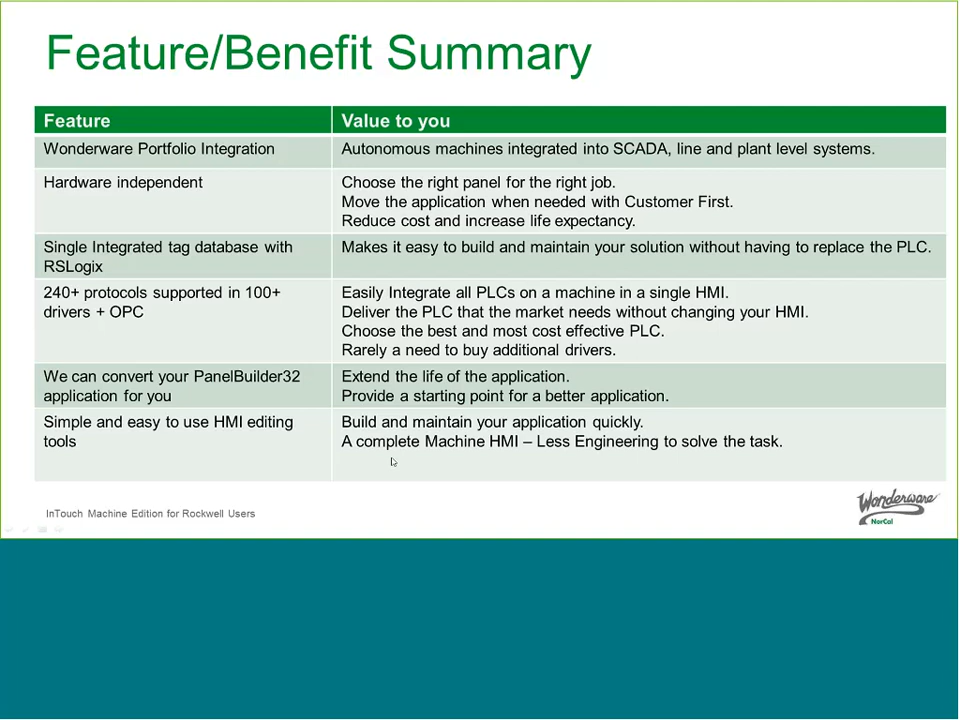 Feature/Benefit Summary
Feature
Value to you
Wonderware Portfolio Integration
Autonomous machines integrated into SCADA, line and plant level systems.
Hardware independent
Choose the right panel for the right job.
Move the application when needed with Customer First.
Reduce cost and increase life expectancy.
Single Integrated tag database with
RSLogix
Makes it easy to build and maintain your solution without having to replace the PLC.
240+ protocols supported in 100+
drivers + OPC
Easily Integrate all PLCs on a machine in a single HMI.
Deliver the PLC that the market needs without changing your HMI.
Choose the best and most cost effective PLC.
Rarely a need to buy additional drivers.
We can convert your PanelBuilder32
application for you
Extend the life of the application.
Provide a starting point for a better application.
Simple and easy to use HMI editing
tools
Build and maintain your application quickly.
A complete Machine HMI – Less Engineering to solve the task.
InTouch Machine Edition for Rockwell Users
Wonderware
NorCal